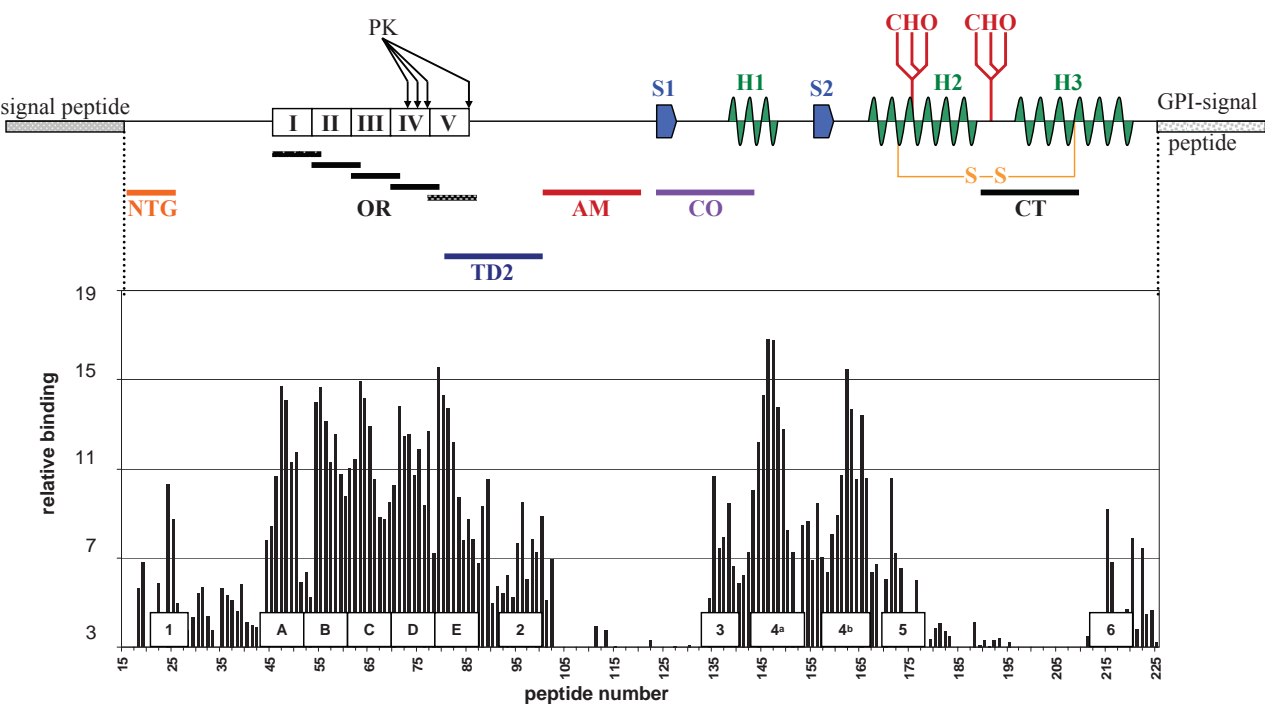 CHO CHO
PK
S1 H1 S2 H2 H3
signal peptide
GPI-signal
peptide
I II III IV V
S S
NTG OR AM CO CT
TD2
19
15
11
7
3
relative binding
1 A B C D E 2 3 4a 4b 5 6
15 25 35 45 55 65 75 85 95 105 115 125 135 145 155 165 175 185 195 205 215 225
peptide number